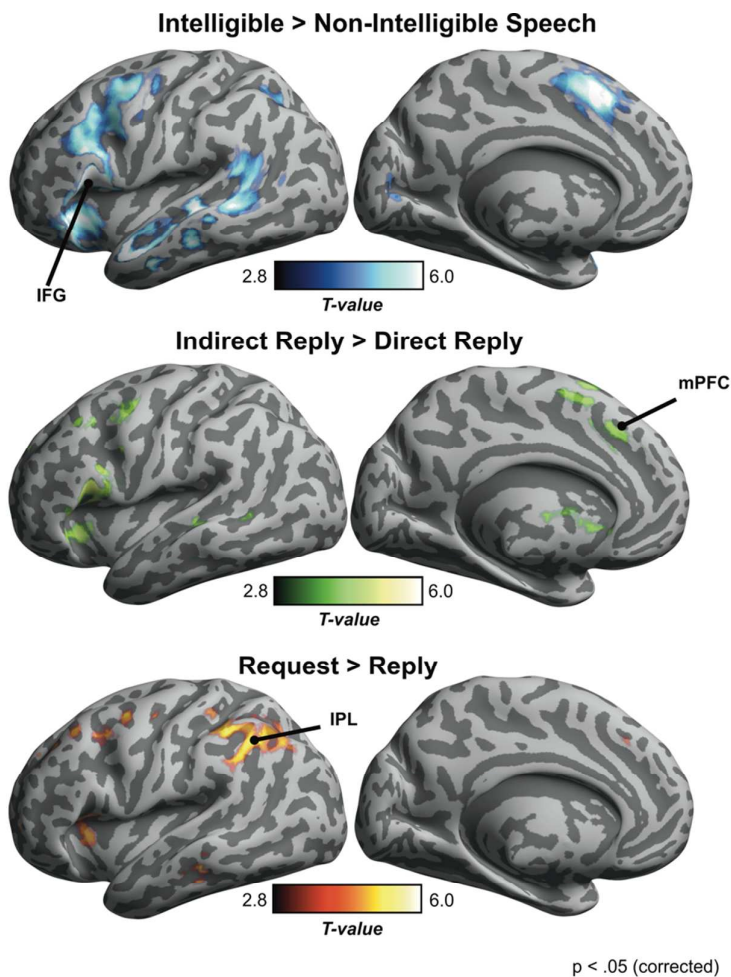 Intelligible > Non-Intelligible Speech
IFG
2.8 6.0
T-value
Indirect Reply > Direct Reply
mPFC
2.8 6.0
T-value
Request > Reply
IPL
2.8 6.0
T-value
p < .05 (corrected)